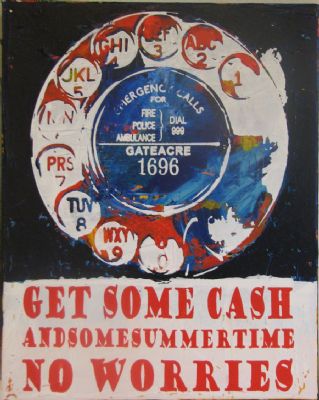 GHI
4
DEF
3
ABC
2
1
JKL
5
MN
PRS
7
TUV
8
WXY
9
EMERGENCY CALLS
FOR
FIRE
POLICE
AMBULANCE
DIAL
999
GATEACRE
1696
GET SOME CASH
ANDSOMESUMMERTIME
NO WORRIES